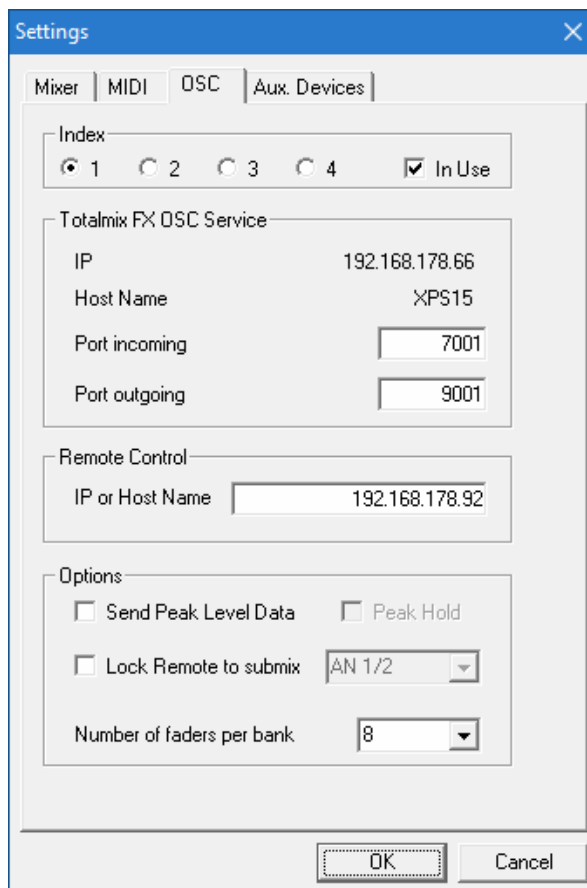 Settings
Mixer MIDI OSC Aux. Devices
Index
1 2 3 4 In Use
Totalmix FX OSC Service
IP 192.168.178.66
Host Name XPS15
Port incoming 7001
Port outgoing 9001
Remote Control
IP or Host Name 192.168.178.92
Options
Send Peak Level Data Peak Hold
Lock Remote to submix AN 1/2
Number of faders per bank 8
OK Cancel